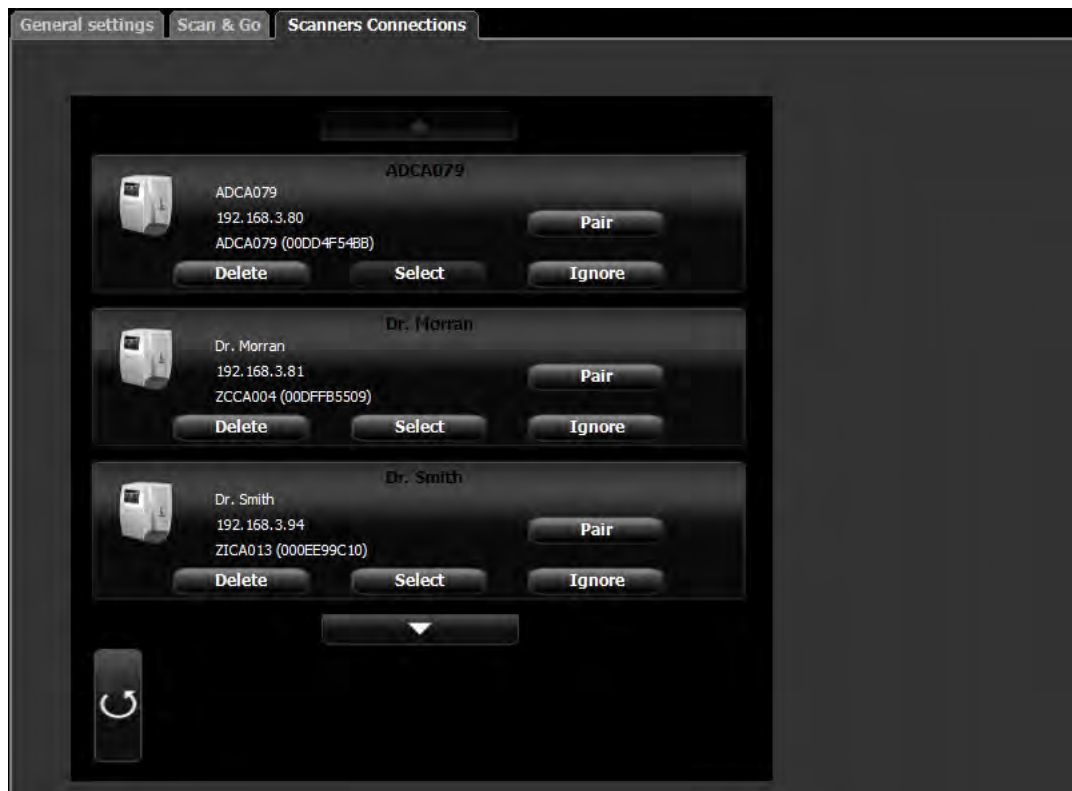 General settings Scan & Go Scanners Connections
ADCA079
ADCA079
192.168.3.80
Pair
ADCA079 (00DD4F54BB)
Delete Select Ignore
Dr. Morran
Dr. Morran
192.168.3.81
Pair
ZCCA004 (00DFFB5509)
Delete Select Ignore
Dr. Smith
Dr. Smith
192.168.3.94
Pair
ZICA013 (000EE99C10)
Delete Select Ignore